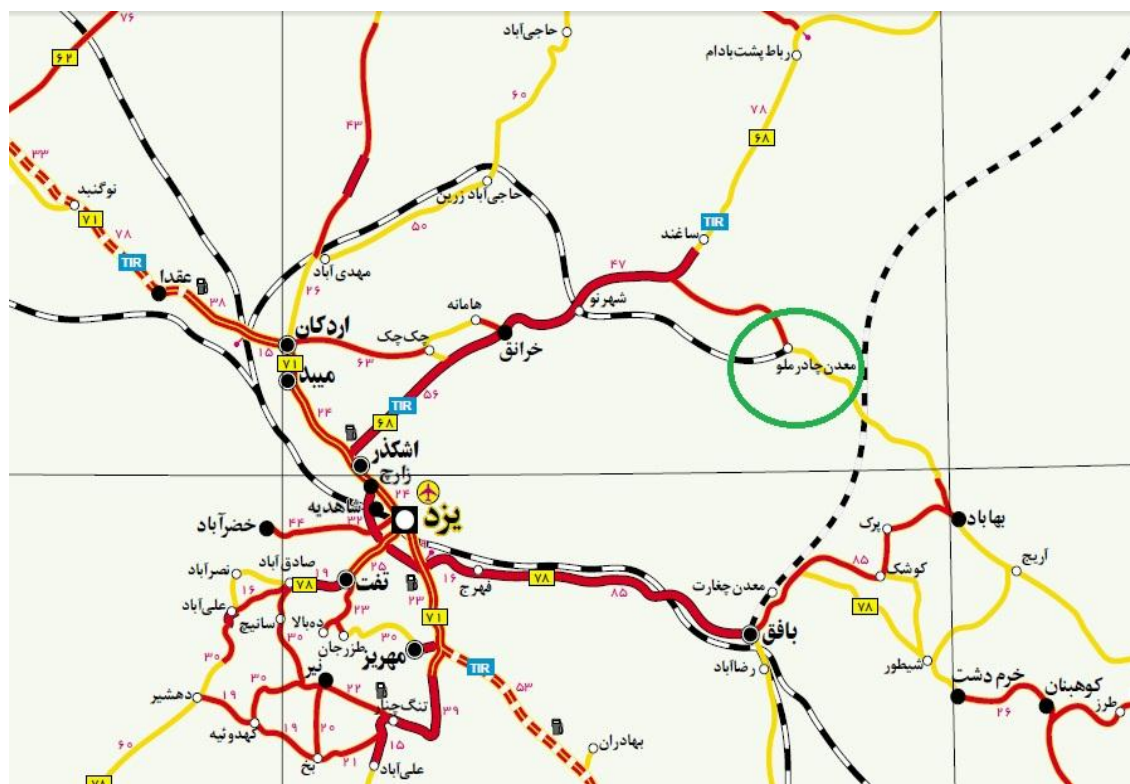 ۷۶
حاجی‌آباد
رباط پشت‌بادام
۶۲
۶۰
۷۸
۴۳
۶۸
۳۳
حاجی‌آباد زرین
نوگنبد
۷۱
۵۰
TIR
ساغند
۷۸
TIR
مهدی‌آباد
۴۷
عقدا
۲۶
هامانه
شهرنو
۳۸
اردکان
چک‌چک
خرانق
۱۵
۷۱
۶۳
معدن چادرملو
میبد
۵۶
TIR
۲۴
۶۸
اشکذر
زارچ
۲۴
شاهدیه
یزد
بهاباد
خضرآباد
۴۴
۳۲
پرک
آریج
صادق‌آباد
۲۵
نصرآباد
۱۹
۷۸
تفت
۱۶
فهرج
۷۸
۸۵
کوشک
۸۵
معدن چغارت
۷۸
۱۶
علی‌آباد
سانیچ
۲۳
۲۳
۷۱
ده‌بالا
طزرجان
۳۰
بافق
۳۰
۳۰
مهریز
TIR
رضاآباد
شیطور
نیر
خرم دشت
کوهبنان
۳۰
۲۲
۵۳
دهشیر
۱۹
تنگ‌چنار
۳۹
۲۶
طرز
کهدوئیه
۱۹
۲۰
۱۵
بهادران
۶۰
بخ
۲۱
علی‌آباد
۷۸